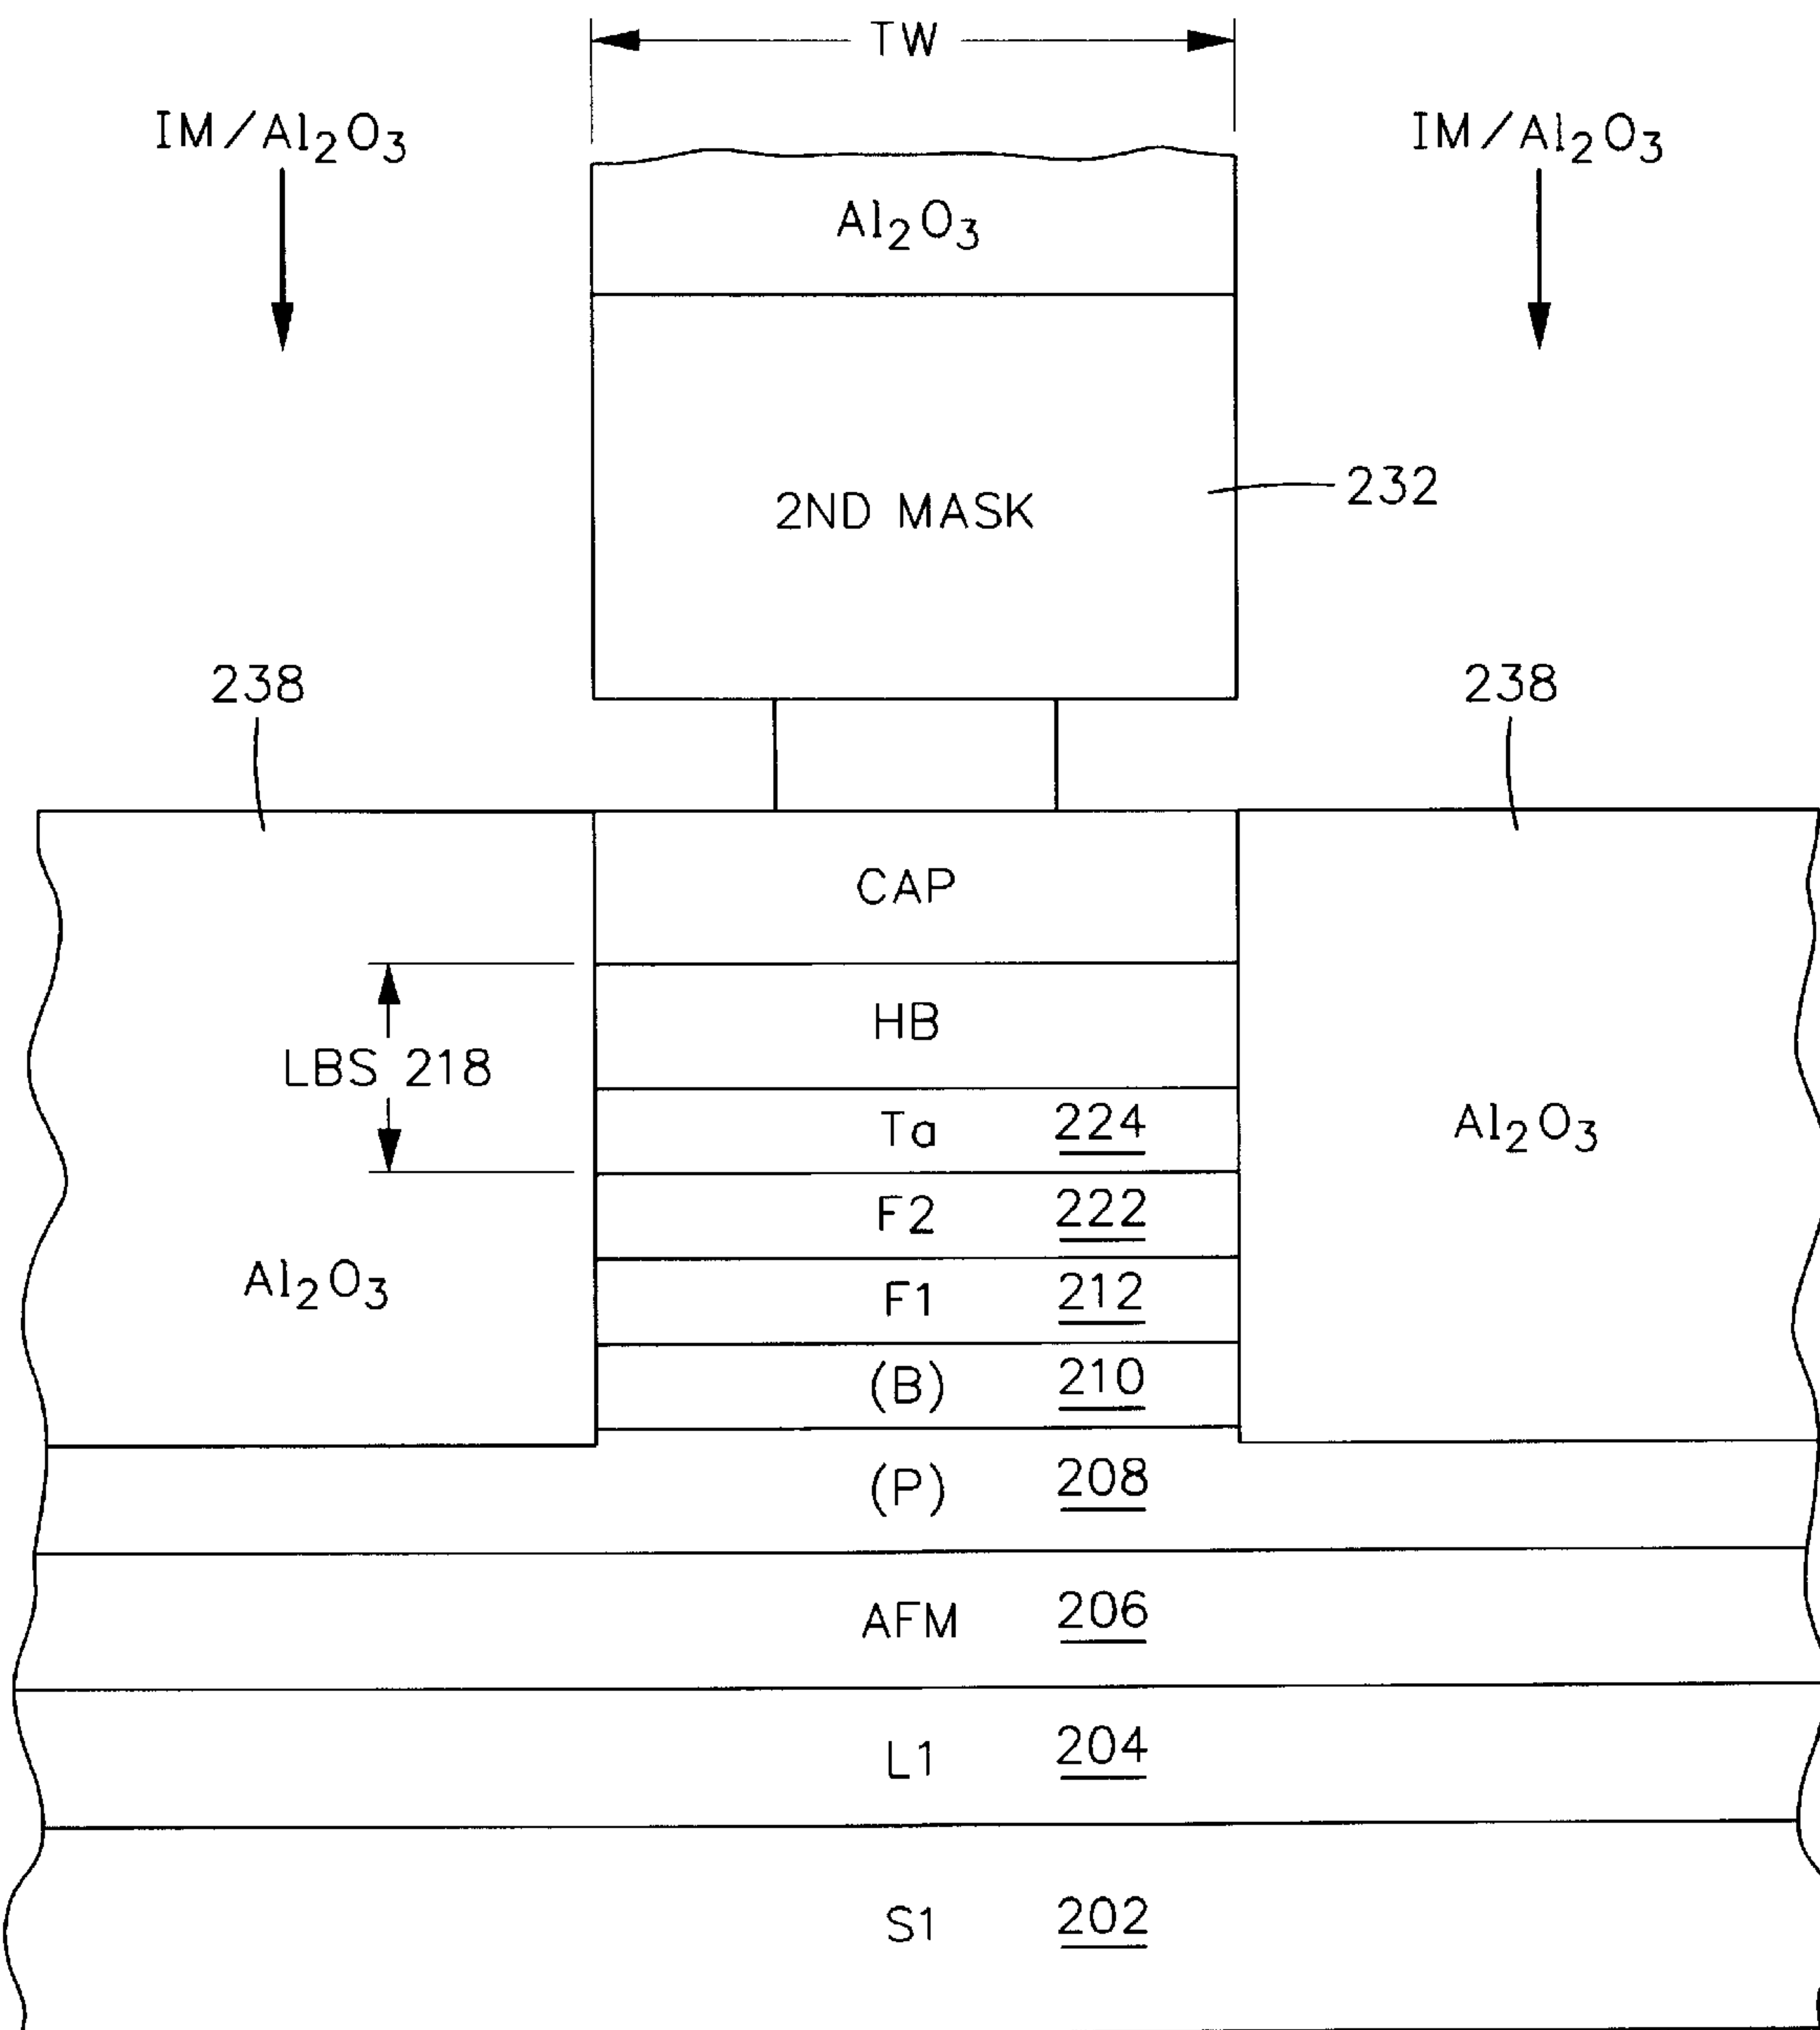 TW
IM/Al₂O₃
IM/Al₂O₃
Al₂O₃
2ND MASK
232
238
238
CAP
HB
LBS 218
Ta 224
Al₂O₃
F2 222
Al₂O₃
F1 212
(B) 210
(P) 208
AFM 206
L1 204
S1 202